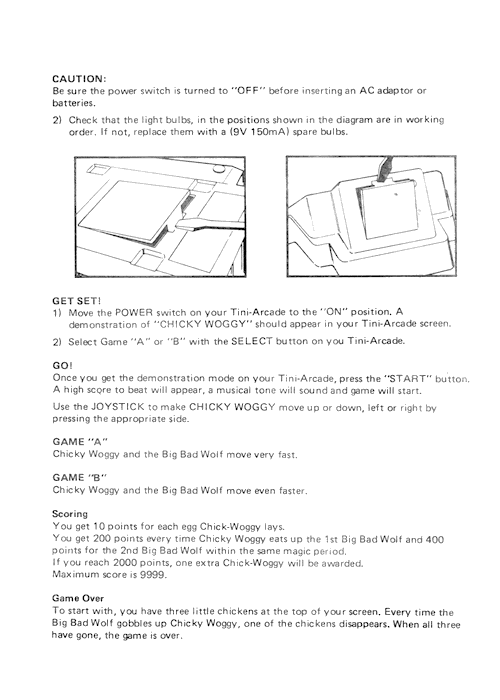 CAUTION:
Be sure the power switch is turned to "OFF" before inserting an AC adaptor or
batteries.
2) Check that the light bulbs, in the positions shown in the diagram are in working
order. If not, replace them with a (9V 150mA) spare bulbs.
GET SET!
1) Move the POWER switch on your Tini-Arcade to the "ON" position. A
demonstration of "CHICKY WOGGY" should appear in your Tini-Arcade screen.
2) Select Game "A" or "B" with the SELECT button on you Tini-Arcade.
GO!
Once you get the demonstration mode on your Tini-Arcade, press the "START" button.
A high score to beat will appear, a musical tone will sound and game will start.
Use the JOYSTICK to make CHICKY WOGGY move up or down, left or right by
pressing the appropriate side.
GAME "A"
Chicky Woggy and the Big Bad Wolf move very fast.
GAME "B"
Chicky Woggy and the Big Bad Wolf move even faster.
Scoring
You get 10 points for each egg Chick-Woggy lays.
You get 200 points every time Chicky Woggy eats up the 1st Big Bad Wolf and 400
points for the 2nd Big Bad Wolf within the same magic period.
If you reach 2000 points, one extra Chick-Woggy will be awarded.
Maximum score is 9999.
Game Over
To start with, you have three little chickens at the top of your screen. Every time the
Big Bad Wolf gobbles up Chicky Woggy, one of the chickens disappears. When all three
have gone, the game is over.